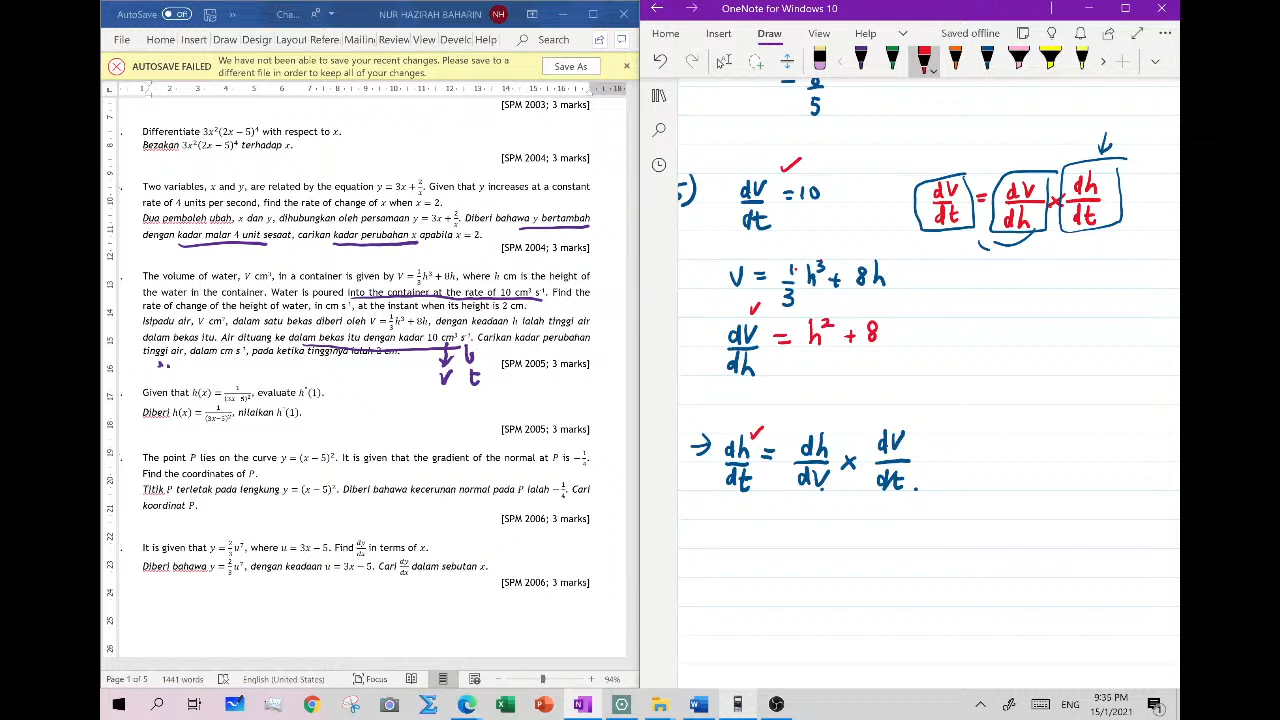 AutoSave Off Cha... NUR HAZIRAH BAHARIN NH
File Home Insert Draw Design Layout References Mailings Review View Developer Help Search
AUTOSAVE FAILED We haven't been able to save your recent changes. Please save to a different file in order to keep all of your changes. Save As
[SPM 2003; 3 marks]
Differentiate 3x²(2x − 5)⁴ with respect to x.
Bezakan 3x²(2x − 5)⁴ terhadap x.
[SPM 2004; 3 marks]
Two variables, x and y are related by the equation y = 3x + 2/x. Given that y increases at a constant
rate of 4 units per second, find the rate of change of x when x = 2.
Dua pemboleh ubah, x dan y, dihubungkan dengan persamaan y = 3x + 2/x. Diberi bahawa y bertambah
dengan kadar malar 4 unit sesaat, cari kadar perubahan x apabila x = 2.
[SPM 2004; 3 marks]
The volume of water, V cm³, in a container is given by V = 1/3 h³ + 8h, where h cm is the height of
the water in the container. Water is poured into the container at the rate of 10 cm³ s⁻¹. Find the
rate of change of the height of water, in cm s⁻¹, at the instant when its height is 2 cm.
Isipadu air, V cm³, dalam satu bekas diberi oleh V = 1/3 h³ + 8h, dengan keadaan h ialah tinggi air
dalam bekas itu. Air dituang ke dalam bekas itu dengan kadar 10 cm³ s⁻¹. Carikan kadar perubahan
tinggi air, dalam cm s⁻¹, pada ketika tingginya ialah 2 cm.
[SPM 2005; 3 marks]
V t
Given that h(x) = 1/(3x−5)², evaluate h"(1).
Diberi h(x) = 1/(3x−5)², nilaikan h"(1).
[SPM 2005; 3 marks]
The point P lies on the curve y = (x − 5)². It is given that the gradient of the normal at P is −1/4.
Find the coordinates of P.
Titik P terletak pada lengkung y = (x − 5)². Diberi bahawa kecerunan normal pada P ialah −1/4. Cari
koordinat P.
[SPM 2006; 3 marks]
It is given that y = 2/3 u⁷, where u = 3x − 5. Find dy/dx in terms of x.
Diberi bahawa y = 2/3 u⁷, dengan keadaan u = 3x − 5. Cari dy/dx dalam sebutan x.
[SPM 2006; 3 marks]
Page 1 of 5 1441 words English (United States) Focus 94%
OneNote for Windows 10
Home Insert Draw View Help Saved offline
5
dV/dt = 10
dV/dt = dV/dh × dh/dt
V = 1/3 h³ + 8h
dV/dh = h² + 8
→ dh/dt = dh/dV × dV/dt
ENG 9:35 PM
15/1/2021